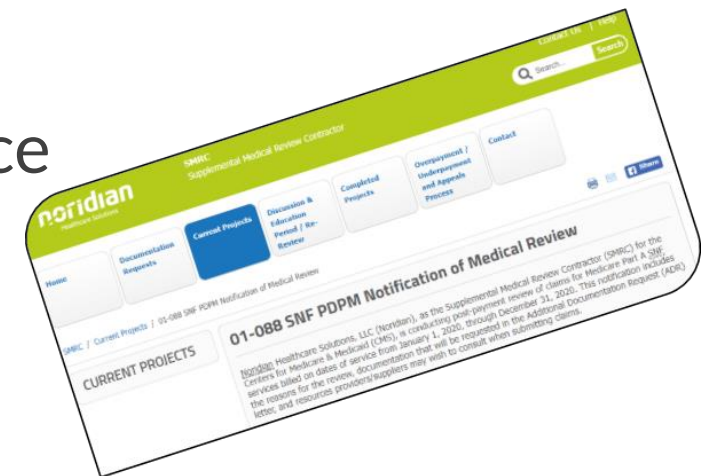 ce
Contact Us | Help
Search...
Search
noridian
Healthcare Solutions
SMRC
Supplemental Medical Review Contractor
Home
Documentation
Requests
Current Projects
Discussion &
Education
Period / Re-
Review
Completed
Projects
Overpayment /
Underpayment
and Appeals
Process
Contact
Share
SMRC / Current Projects / 01-088 SNF PDPM Notification of Medical Review
CURRENT PROJECTS
01-088 SNF PDPM Notification of Medical Review
Noridian Healthcare Solutions, LLC (Noridian), as the Supplemental Medical Review Contractor (SMRC) for the
Centers for Medicare & Medicaid (CMS), is conducting post-payment review of claims for Medicare Part A SNF
services billed on dates of service from January 1, 2020, through December 31, 2020. This notification includes
the reasons for the review, documentation that will be requested in the Additional Documentation Request (ADR)
letter, and resources providers/suppliers may wish to consult when submitting claims.